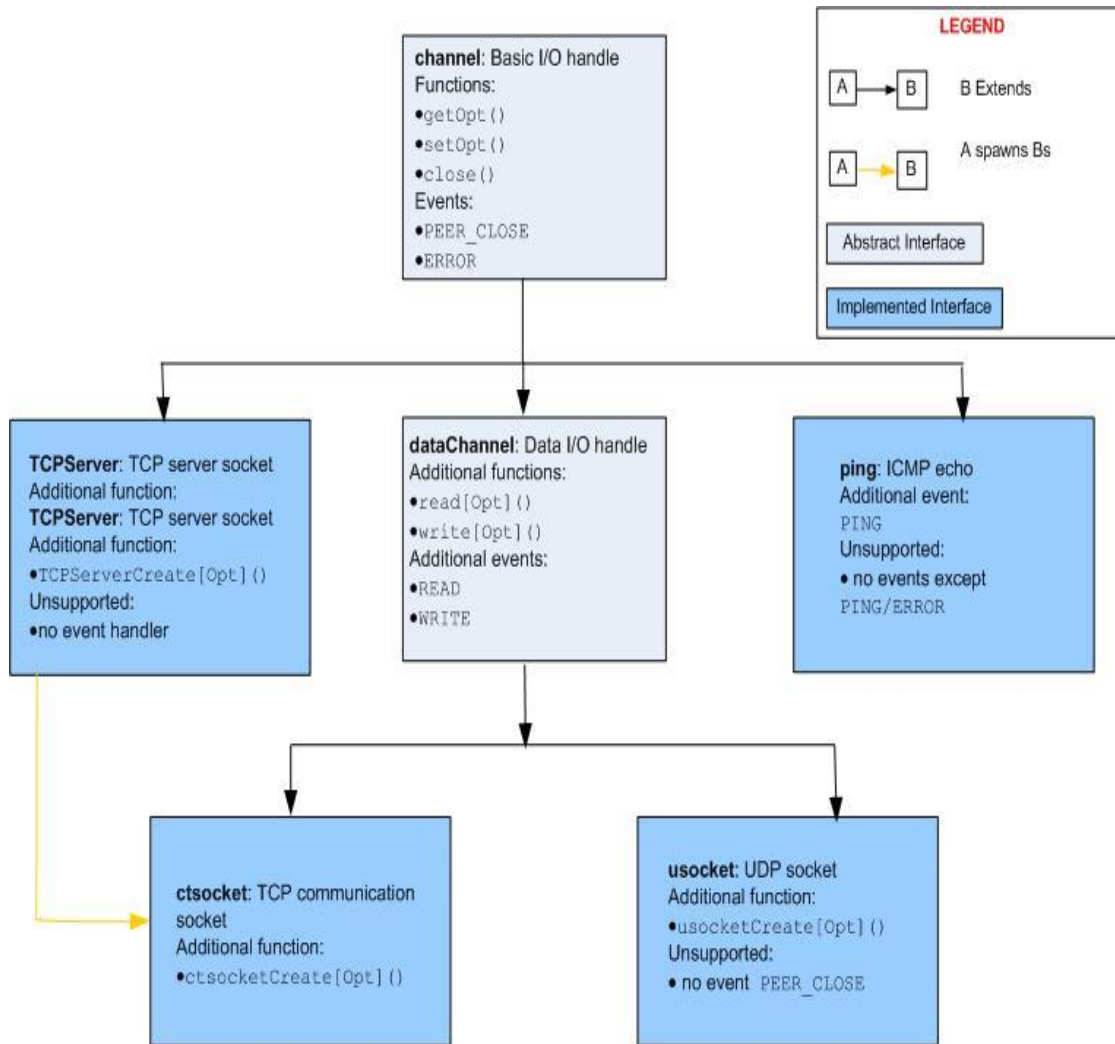 channel: Basic I/O handle
Functions:
•getOpt()
•setOpt()
•close()
Events:
•PEER_CLOSE
•ERROR
LEGEND
A
B
B Extends
A
B
A spawns Bs
Abstract Interface
Implemented Interface
TCPServer: TCP server socket
Additional function:
TCPServer: TCP server socket
Additional function:
•TCPServerCreate[Opt]()
Unsupported:
•no event handler
dataChannel: Data I/O handle
Additional functions:
•read[Opt]()
•write[Opt]()
Additional events:
•READ
•WRITE
ping: ICMP echo
Additional event:
PING
Unsupported:
• no events except
PING/ERROR
ctsocket: TCP communication
socket
Additional function:
•ctsocketCreate[Opt]()
usocket: UDP socket
Additional function:
•usocketCreate[Opt]()
Unsupported:
• no event PEER_CLOSE